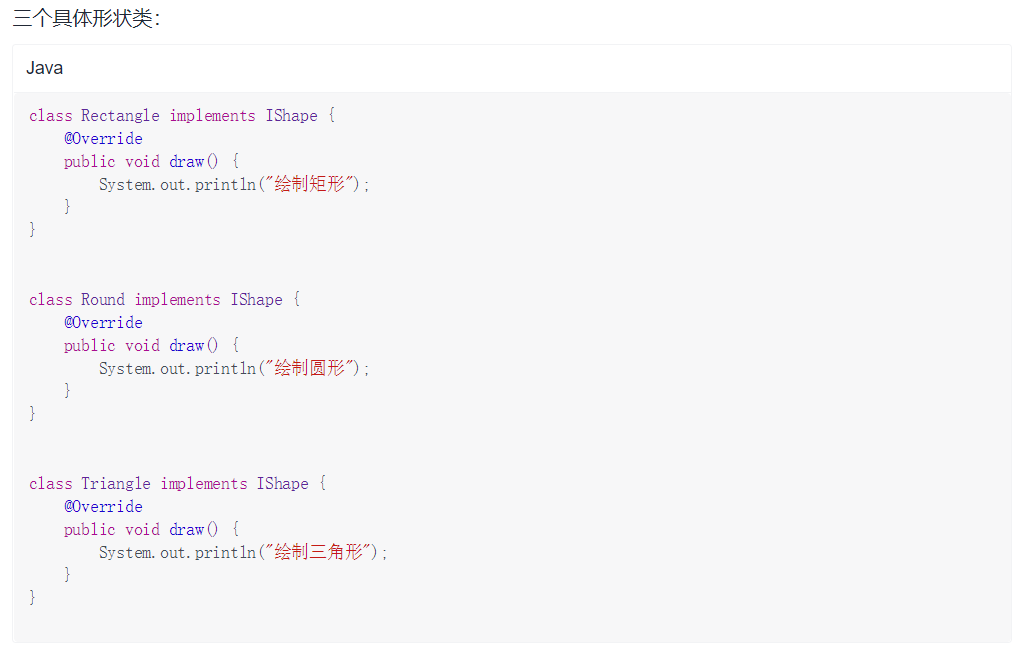 三个具体形状类：
Java
class Rectangle implements IShape {
    @Override
    public void draw() {
        System.out.println("绘制矩形");
    }
}
class Round implements IShape {
    @Override
    public void draw() {
        System.out.println("绘制圆形");
    }
}
class Triangle implements IShape {
    @Override
    public void draw() {
        System.out.println("绘制三角形");
    }
}